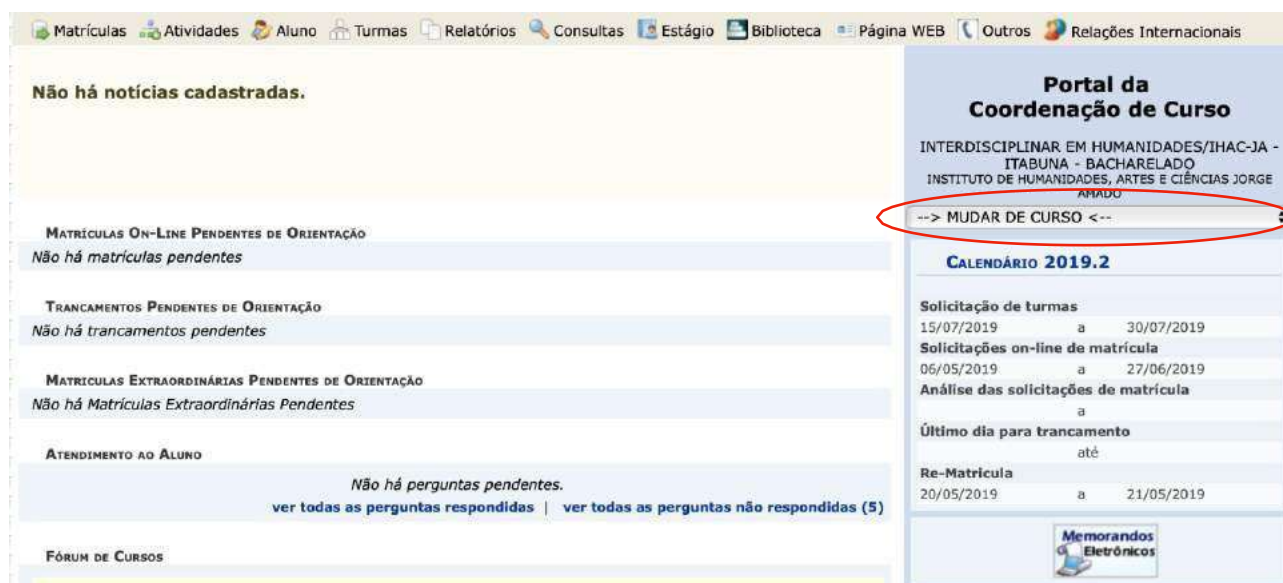 Matrículas Atividades Aluno Turmas Relatórios Consultas Estágio Biblioteca Página WEB Outros Relações Internacionais
Não há notícias cadastradas.
MATRÍCULAS ON-LINE PENDENTES DE ORIENTAÇÃO
Não há matrículas pendentes
TRANCAMENTOS PENDENTES DE ORIENTAÇÃO
Não há trancamentos pendentes
MATRICULAS EXTRAORDINÁRIAS PENDENTES DE ORIENTAÇÃO
Não há Matrículas Extraordinárias Pendentes
ATENDIMENTO AO ALUNO
Não há perguntas pendentes.
ver todas as perguntas respondidas | ver todas as perguntas não respondidas (5)
FÓRUM DE CURSOS
Portal da
Coordenação de Curso
INTERDISCIPLINAR EM HUMANIDADES/IHAC-JA -
ITABUNA - BACHARELADO
INSTITUTO DE HUMANIDADES, ARTES E CIÊNCIAS JORGE
AMADO
--> MUDAR DE CURSO <--
CALENDÁRIO 2019.2
Solicitação de turmas
15/07/2019 a 30/07/2019
Solicitações on-line de matrícula
06/05/2019 a 27/06/2019
Análise das solicitações de matrícula
a
Último dia para trancamento
até
Re-Matricula
20/05/2019 a 21/05/2019
Memorandos
Eletrônicos